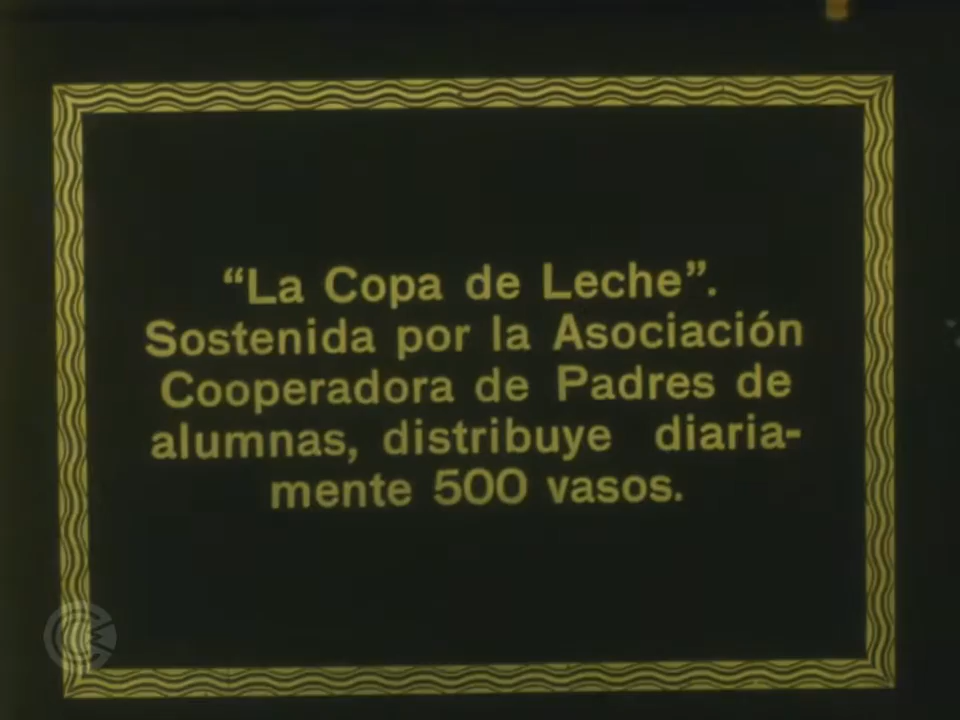 “La Copa de Leche”.
Sostenida por la Asociación
Cooperadora de Padres de
alumnas, distribuye diaria-
mente 500 vasos.